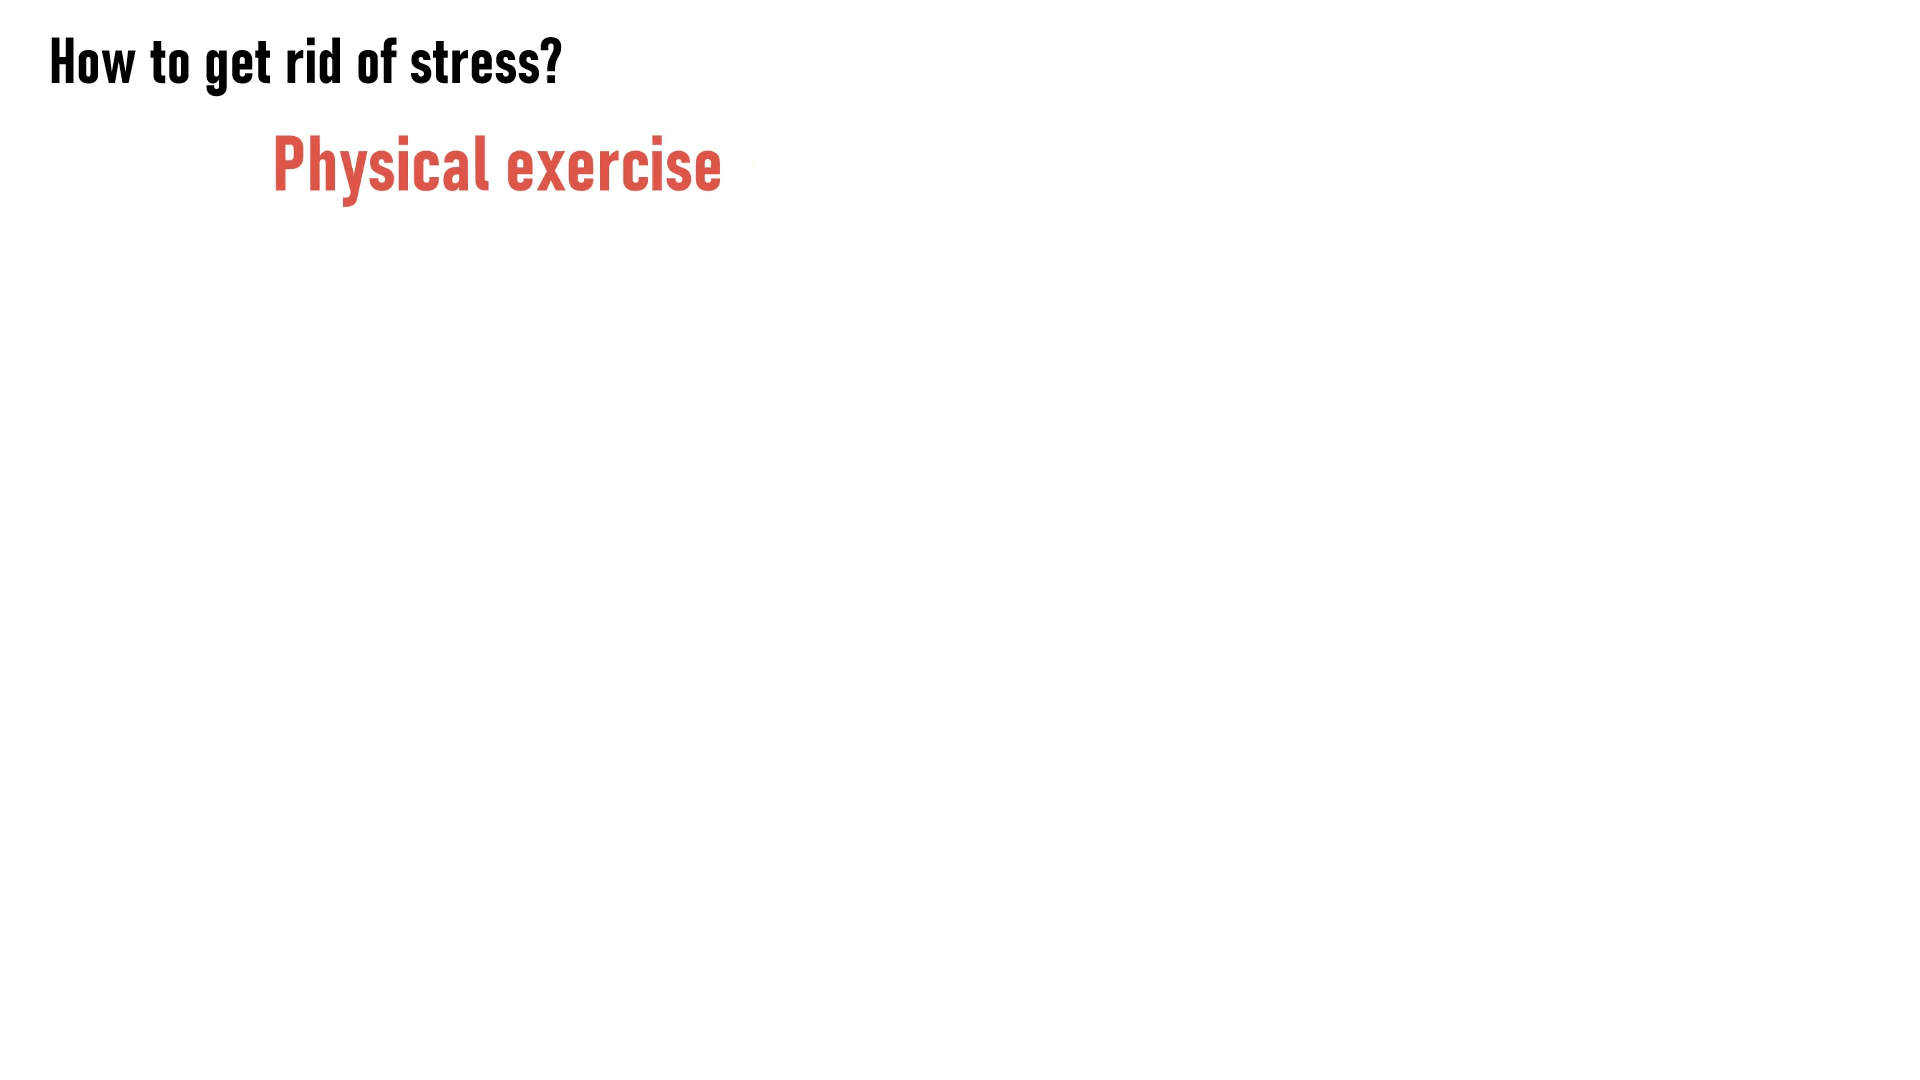 How to get rid of stress?
Physical exercise